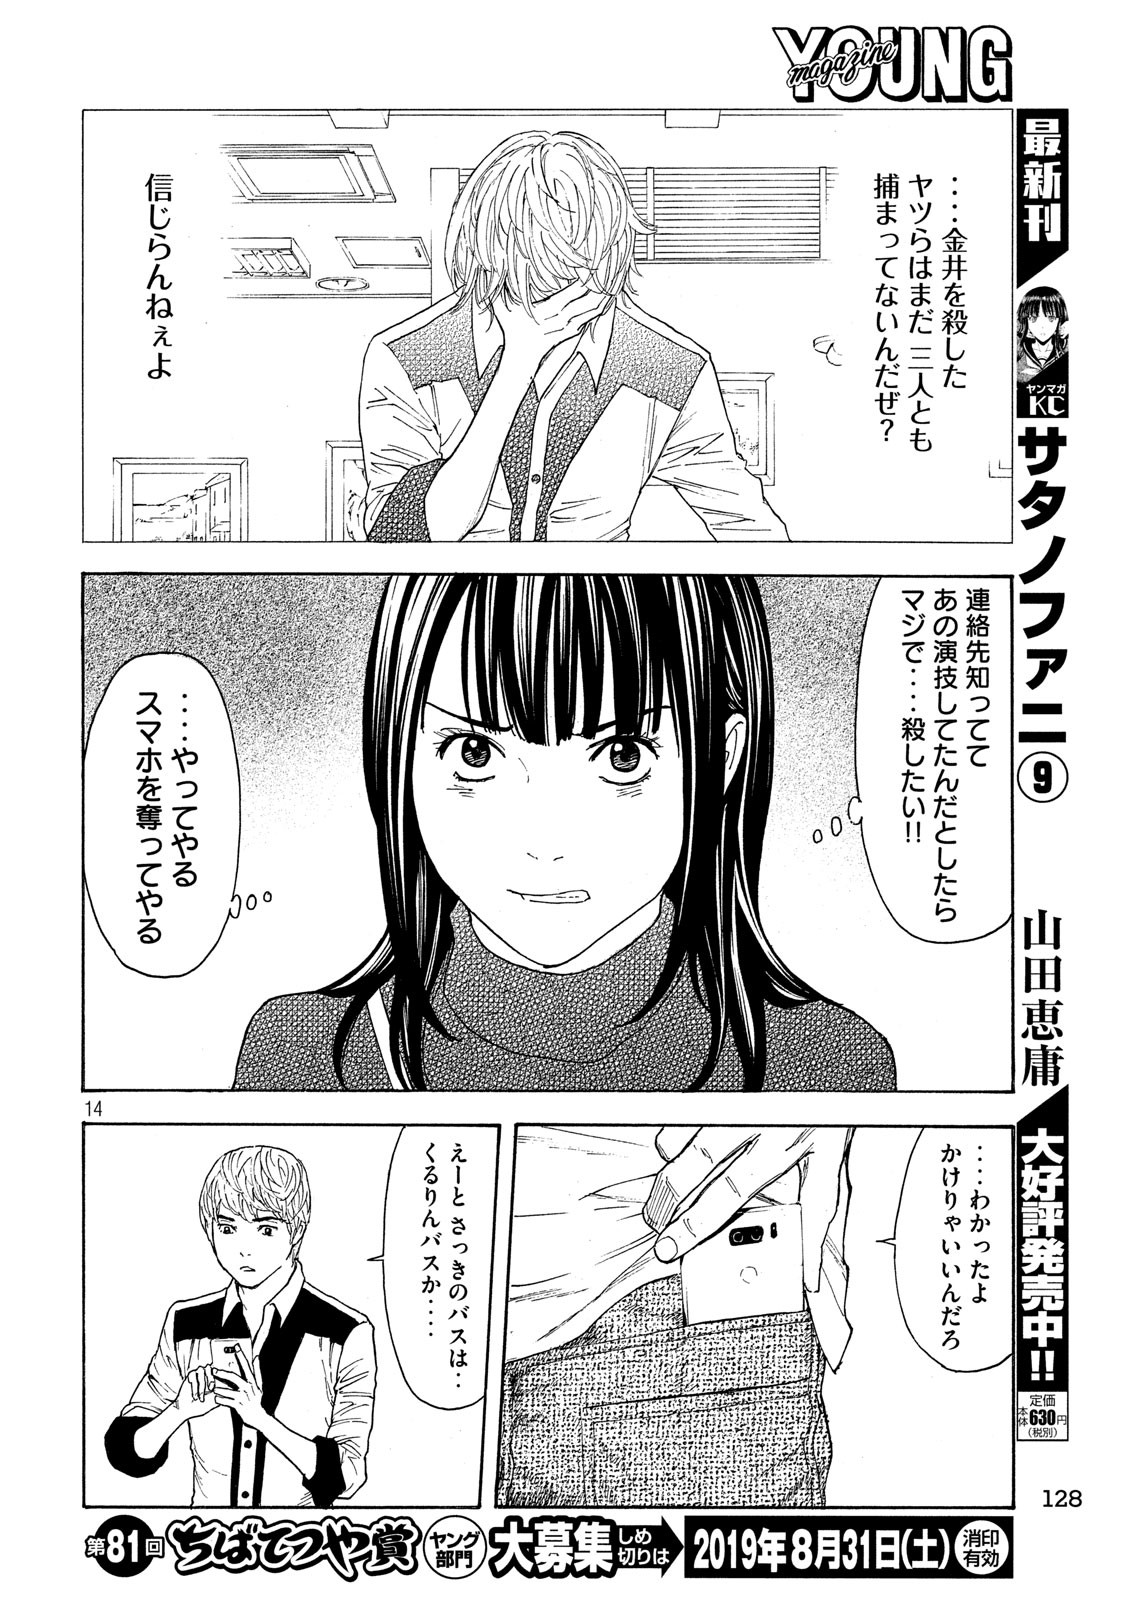 YOUNG
magazine
‥‥金井を殺した
ヤツらはまだ三人とも
捕まってないんだぜ?
信じらんねぇよ
連絡先知ってて
あの演技してたんだとしたら
マジで‥‥殺したい!!
‥‥やってやる
スマホを奪ってやる
14
‥‥わかったよ
かけりゃいいんだろ
えーと さっきのバスは‥
くるりんバスか‥‥
最新刊
ヤンマガ
KC
サタノファニ
9
山田恵庸
大好評発売中!!
定価
本体630円
(税別)
128
第81回
ちばてつや賞
ヤング
部門
大募集
しめ
切りは
2019年8月31日(土)
消印
有効